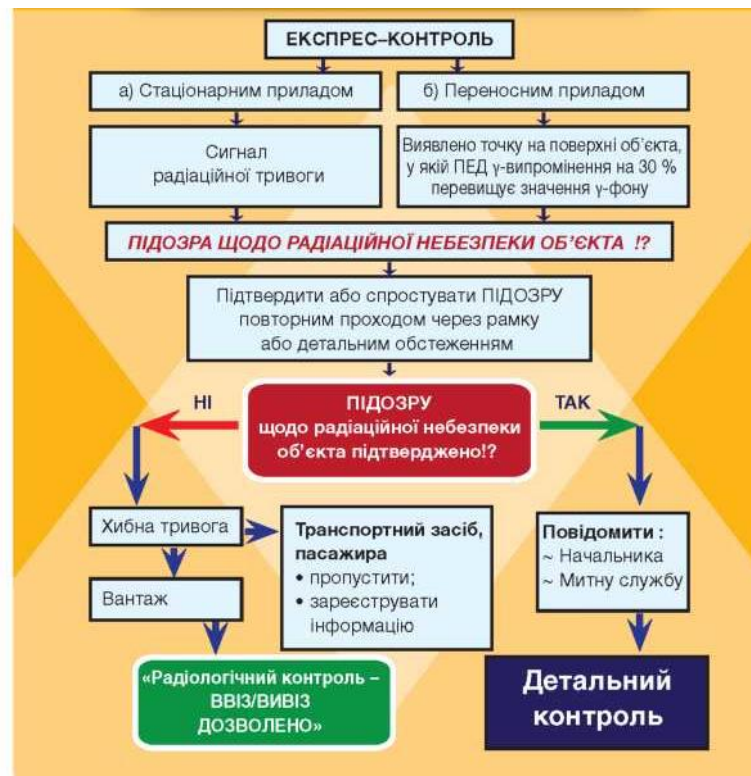 ЕКСПРЕС–КОНТРОЛЬ
а) Стаціонарним приладом
б) Переносним приладом
Сигнал
радіаційної тривоги
Виявлено точку на поверхні об’єкта,
у якій ПЕД γ-випромінення на 30 %
перевищує значення γ-фону
ПІДОЗРА ЩОДО РАДІАЦІЙНОЇ НЕБЕЗПЕКИ ОБ’ЄКТА !?
Підтвердити або спростувати ПІДОЗРУ
повторним проходом через рамку
або детальним обстеженням
НІ
ПІДОЗРУ
щодо радіаційної небезпеки
об’єкта підтверджено!?
ТАК
Хибна тривога
Вантаж
Транспортний засіб,
пасажира
• пропустити;
• зареєструвати
інформацію
Повідомити :
~ Начальника
~ Митну службу
«Радіологічний контроль –
ВВІЗ/ВИВІЗ
ДОЗВОЛЕНО»
Детальний
контроль